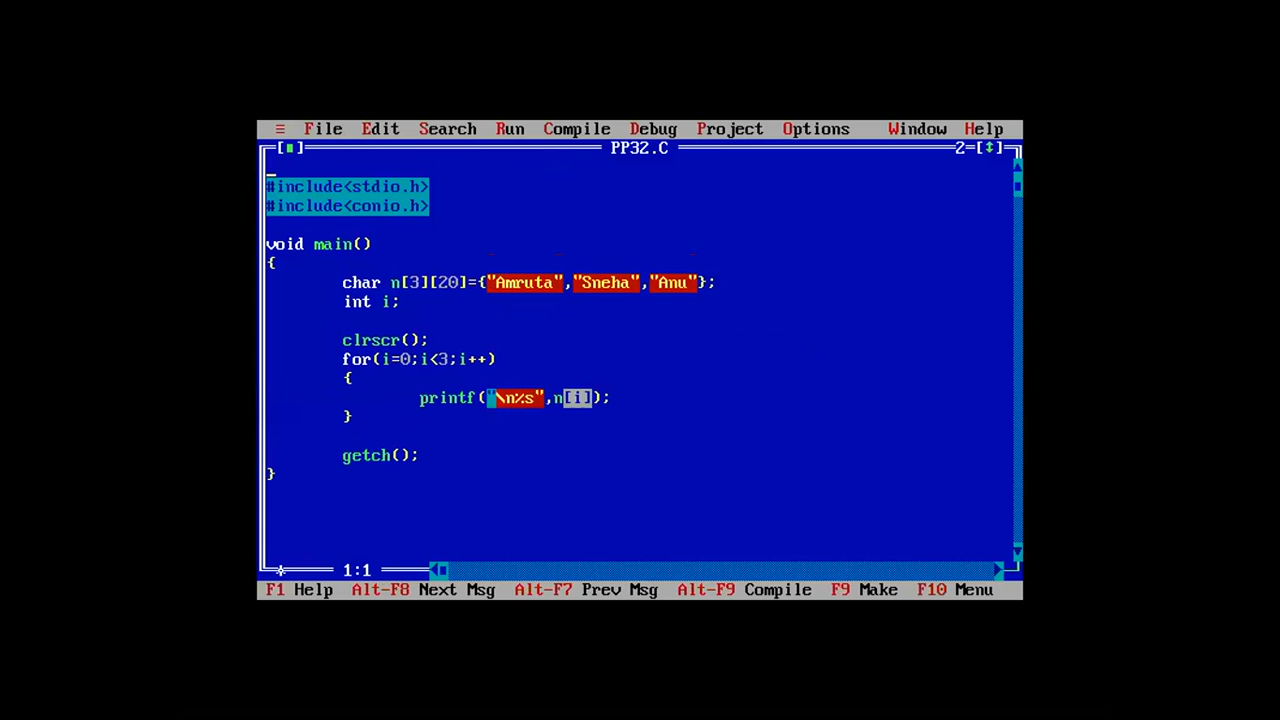 ≡ File Edit Search Run Compile Debug Project Options Window Help
[■] PP32.C 2=[↕]
#include<stdio.h>
#include<conio.h>
void main()
{
char n[3][20]={"Amruta","Sneha","Anu"};
int i;
clrscr();
for(i=0;i<3;i++)
{
printf("\n%s",n[i]);
}
getch();
}
1:1
F1 Help Alt-F8 Next Msg Alt-F7 Prev Msg Alt-F9 Compile F9 Make F10 Menu